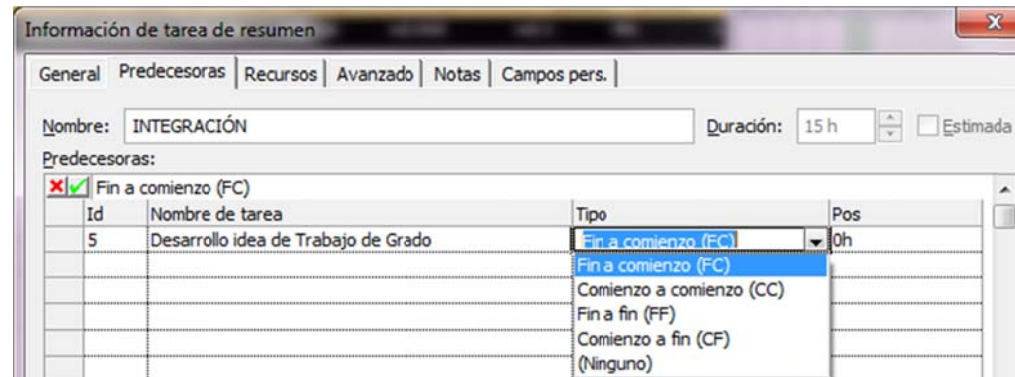 Información de tarea de resumen
General Predecesoras Recursos Avanzado Notas Campos pers.
Nombre: INTEGRACIÓN Duración: 15 h Estimada
Predecesoras:
Fin a comienzo (FC)
Id Nombre de tarea Tipo Pos
5 Desarrollo idea de Trabajo de Grado Fin a comienzo (FC) 0h
Fin a comienzo (FC)
Comienzo a comienzo (CC)
Fin a fin (FF)
Comienzo a fin (CF)
(Ninguno)